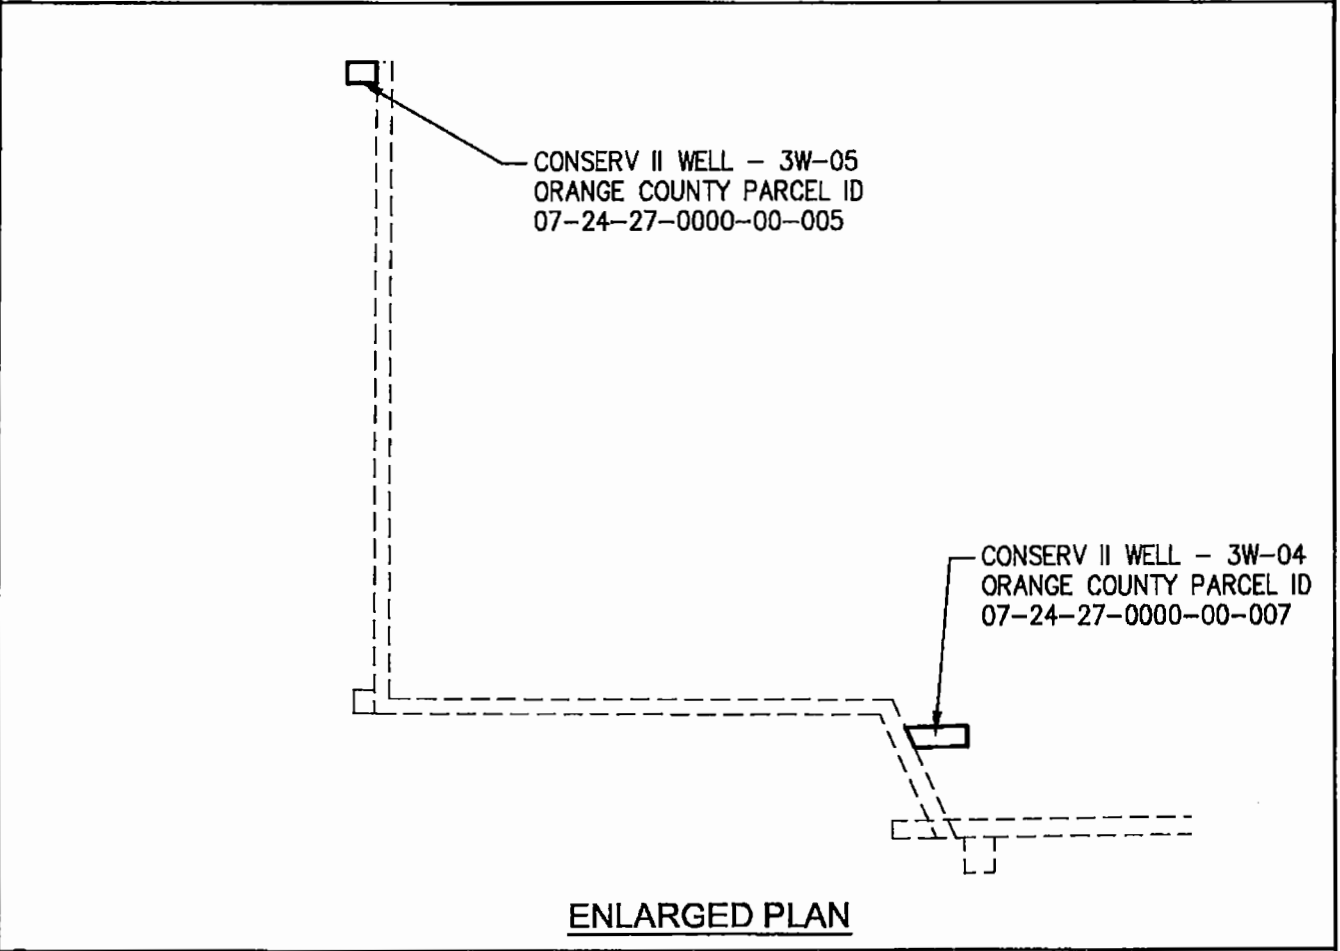 CONSERV II WELL - 3W-05
ORANGE COUNTY PARCEL ID
07-24-27-0000-00-005
CONSERV II WELL - 3W-04
ORANGE COUNTY PARCEL ID
07-24-27-0000-00-007
ENLARGED PLAN